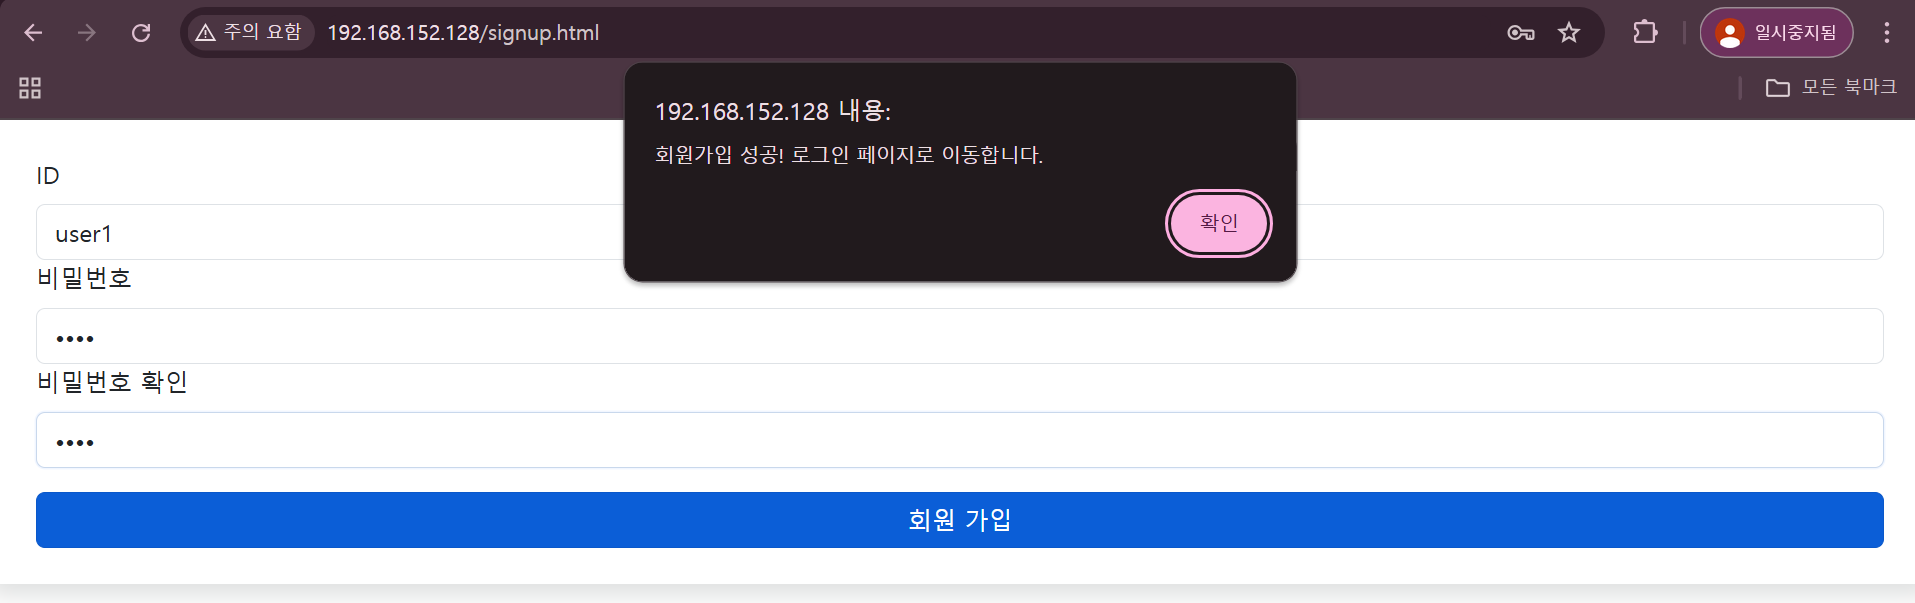 주의 요함 192.168.152.128/signup.html 일시중지됨
모든 북마크
192.168.152.128 내용:
회원가입 성공! 로그인 페이지로 이동합니다.
확인
ID
user1
비밀번호
••••
비밀번호 확인
••••
회원 가입